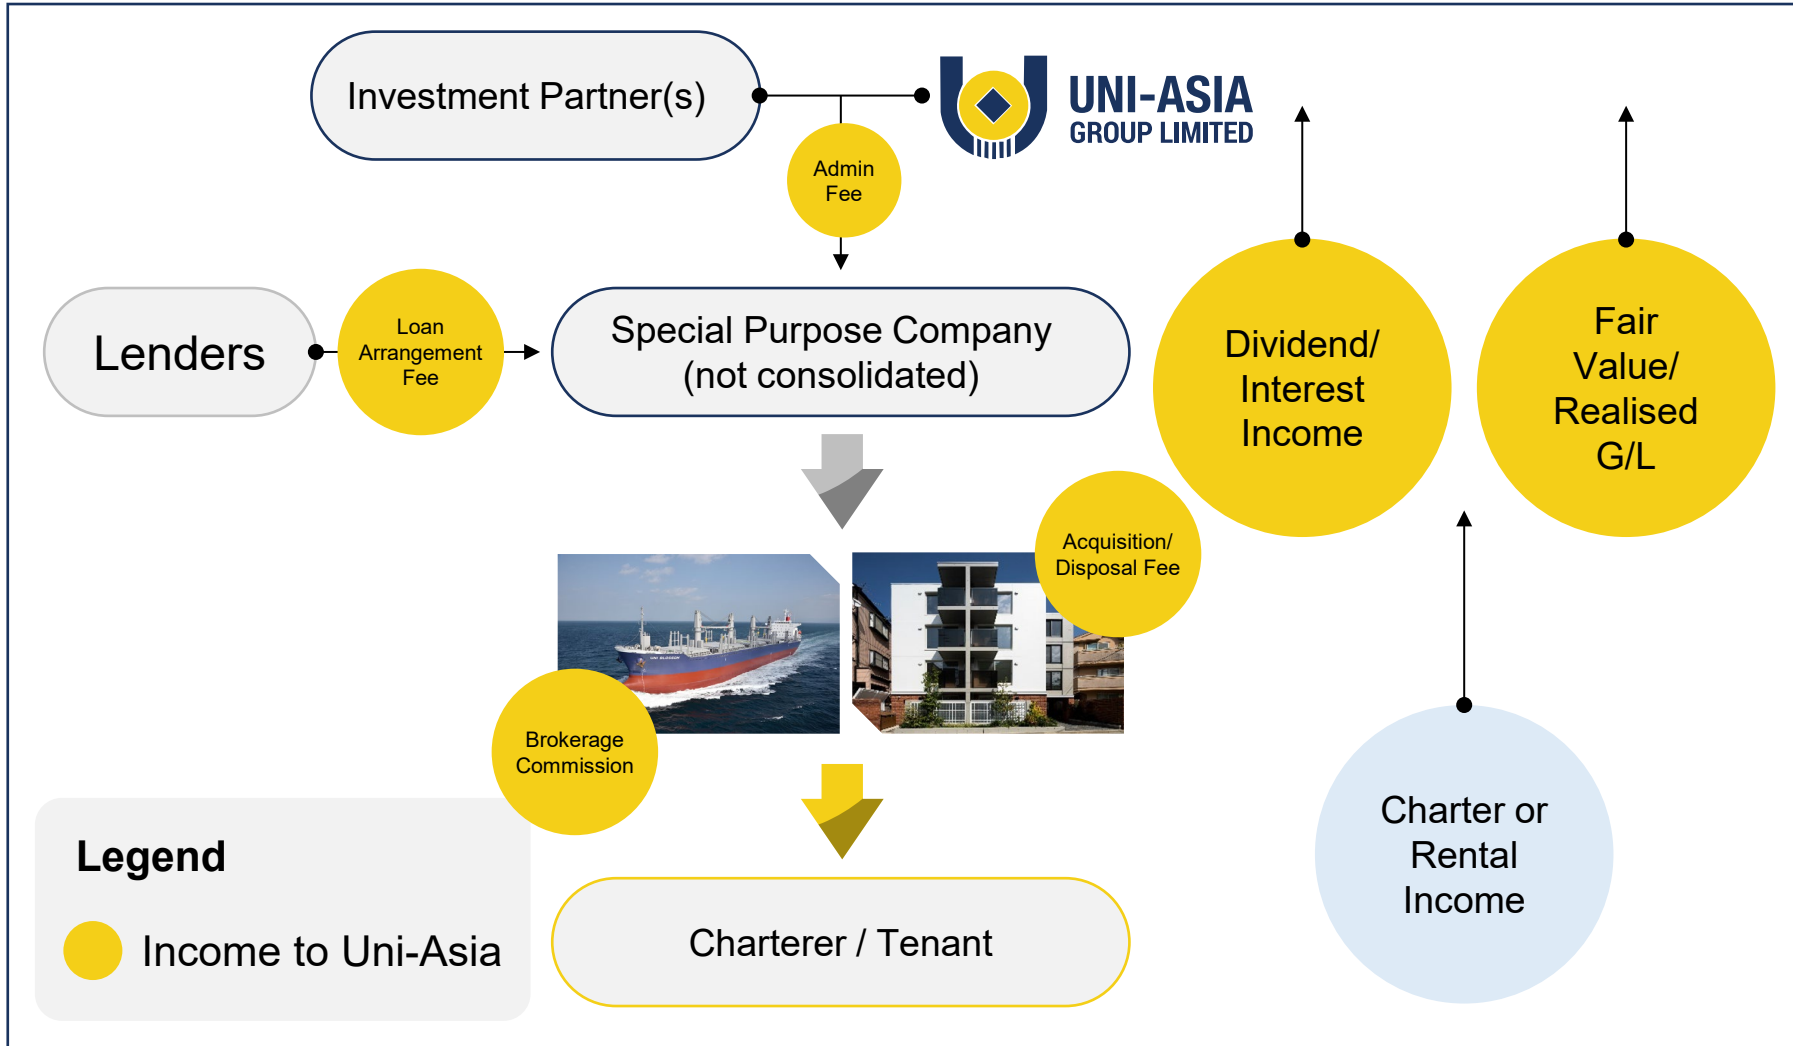 Investment Partner(s)
UNI-ASIA
GROUP LIMITED
Admin
Fee
Lenders
Loan
Arrangement
Fee
Special Purpose Company
(not consolidated)
Dividend/
Interest
Income
Fair
Value/
Realised
G/L
Acquisition/
Disposal Fee
UNI BLOSSOM
Brokerage
Commission
Charter or
Rental
Income
Legend
Income to Uni-Asia
Charterer / Tenant